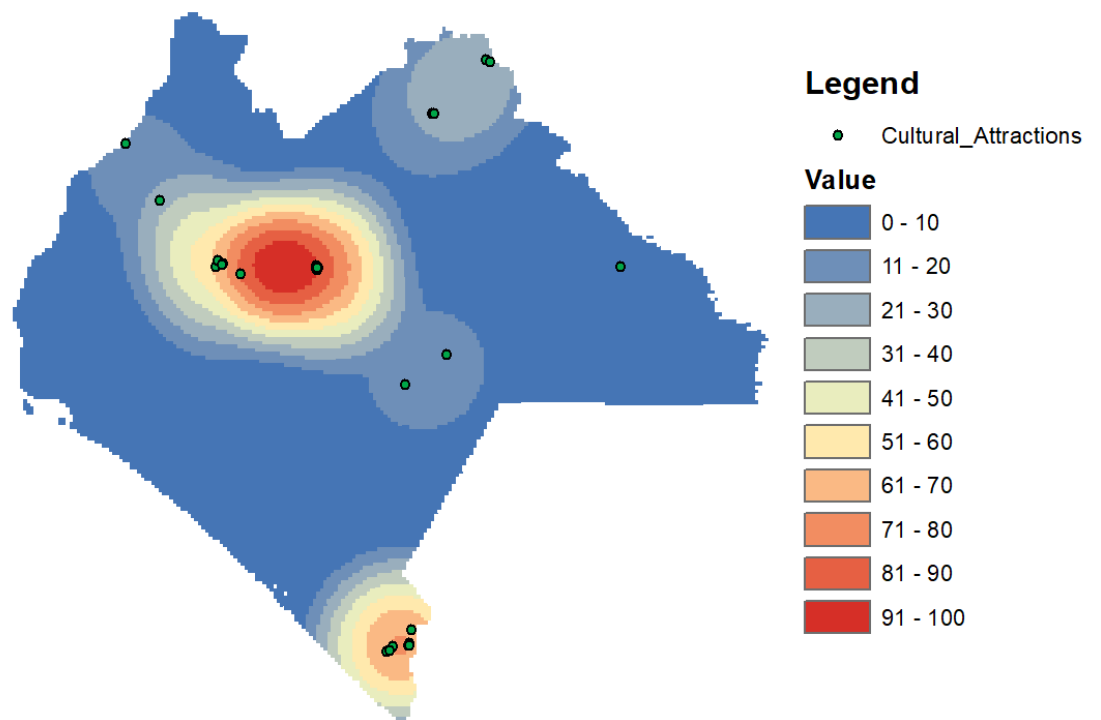 Legend
Cultural_Attractions
Value
0 - 10
11 - 20
21 - 30
31 - 40
41 - 50
51 - 60
61 - 70
71 - 80
81 - 90
91 - 100